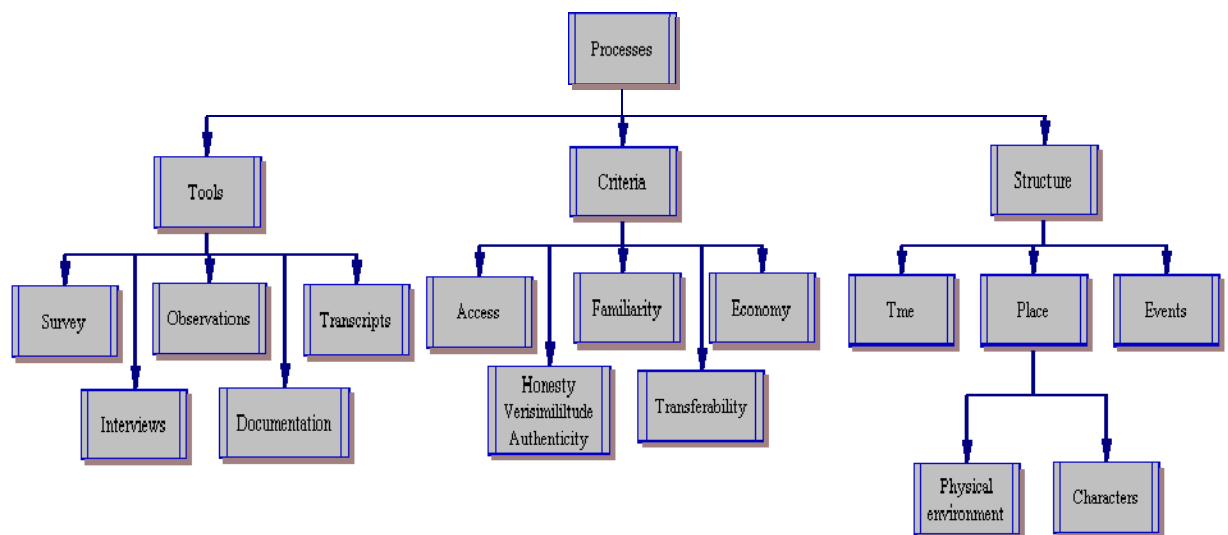 Processes
Tools
Criteria
Structure
Survey
Observations
Transcripts
Access
Familiarity
Economy
Tme
Place
Events
Interviews
Documentation
Honesty
Verisimililtude
Authenticity
Transferability
Physical
environment
Characters